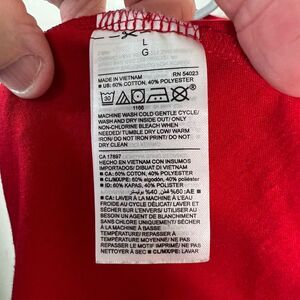 L
G
MADE IN VIETNAM RN 54023
■ US: 60% COTTON, 40% POLYESTER
30
1166
MACHINE WASH COLD GENTLE CYCLE/
WASH AND DRY INSIDE OUT/ ONLY
NON-CHLORINE BLEACH WHEN
NEEDED/TUMBLE DRY LOW/ WARM
IRON/ DO NOT IRON PRINT/ DO NOT
DRY CLEAN
CA 17897
HECHO EN VIETNAM CON INSUMOS
IMPORTADOS/ DIBUAT DI VIETNAM
■ CA: 60% COTON, 40% POLYESTER
■ CL/MX/PE: 60% algodón, 40% poliéster
■ ID: 60% KAPAS, 40% POLIESTER
■ CA: LAVER À LA MACHINE À L'EAU
FROIDE CYCLE DÉLICAT/ LAVER ET
SÉCHER SUR L'ENVERS/ UTILISER AU
BESOIN UN AGENT DE BLANCHIMENT
SANS CHLORE UNIQUEMENT/ SÉCHER
À LA MACHINE À BASSE
TEMPÉRATURE/ REPASSER À
TEMPÉRATURE MOYENNE/ NE PAS
REPASSER LE MOTIF IMPRIMÉ/ NE PAS
NETTOYER À SEC ■ CL/MX/PE: LAVAR